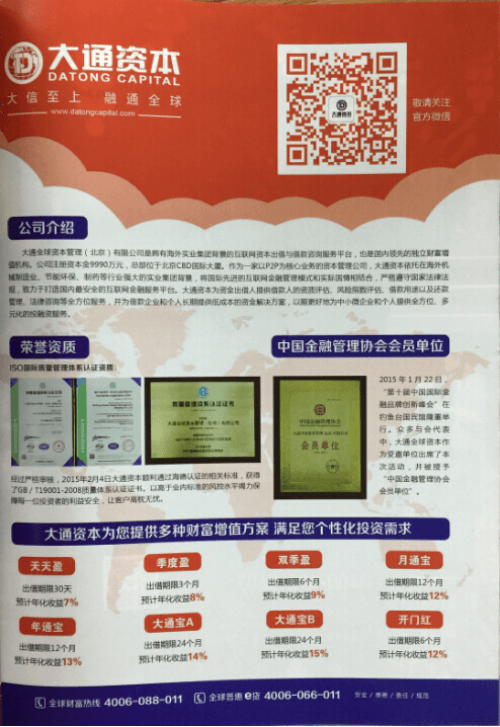 大通资本
DATONG CAPITAL
大信至上 融通全球
www.datongcapital.com
大通资本
敬请关注
官方微信
公司介绍
大通全球资本管理(北京)有限公司是拥有海外实业集团背景的互联网资本出借与借款咨询服务平台,也是国内领先的独立财富增
值机构。公司注册资本金9990万元,总部位于北京CBD国际大厦。作为一家以P2P为核心业务的资本管理公司,大通资本依托在海外机
械制造业、节能环保、制药等行业强大的实业集团背景,将国际先进的互联网金融管理模式和实际国情相结合,严格遵守国家法律法
规,致力于打造国内最安全的互联网金融服务平台。大通资本为资金出借人提供借款人的资质评估、风险指数评估、借款用途以及还款
管理、法律咨询等全方位服务,并为借款企业和个人长期提供低成本的资金解决方案,以期更好地为中小微企业和个人提供全方位、多
元化的投融资服务。
荣誉资质
中国金融管理协会会员单位
ISO国际质量管理体系认证资质
质量管理体系认证证书
中国金融管理协会
会员单位
2015年1月22日,
“第十届中国国际金
融品牌创新峰会”在
钓鱼台国宾馆隆重举
行。众多与会代表
中,大通全球资本作
为受邀单位出席了本
次活动,并被授予
“中国金融管理协会
会员单位”。
经过严格审核,2015年2月4日大通资本顺利通过海德认证的相关标准,获得
了GB/T19001-2008质量体系认证证书。以高于业内标准的风控水平竭力保
障每一位投资者的利益安全,让客户高枕无忧。
大通资本为您提供多种财富增值方案 满足您个性化投资需求
天天盈
季度盈
双季盈
月通宝
出借期限30天
出借期限3个月
出借期限6个月
出借期限12个月
预计年化收益7%
预计年化收益8%
预计年化收益9%
预计年化收益12%
年通宝
大通宝A
大通宝B
开门红
出借期限12个月
出借期限24个月
出借期限24个月
出借期限6个月
预计年化收益13%
预计年化收益14%
预计年化收益15%
预计年化收益12%
全球财富热线 4006-088-011
全球普惠e贷 4006-066-011
安全/透明/责任/规范